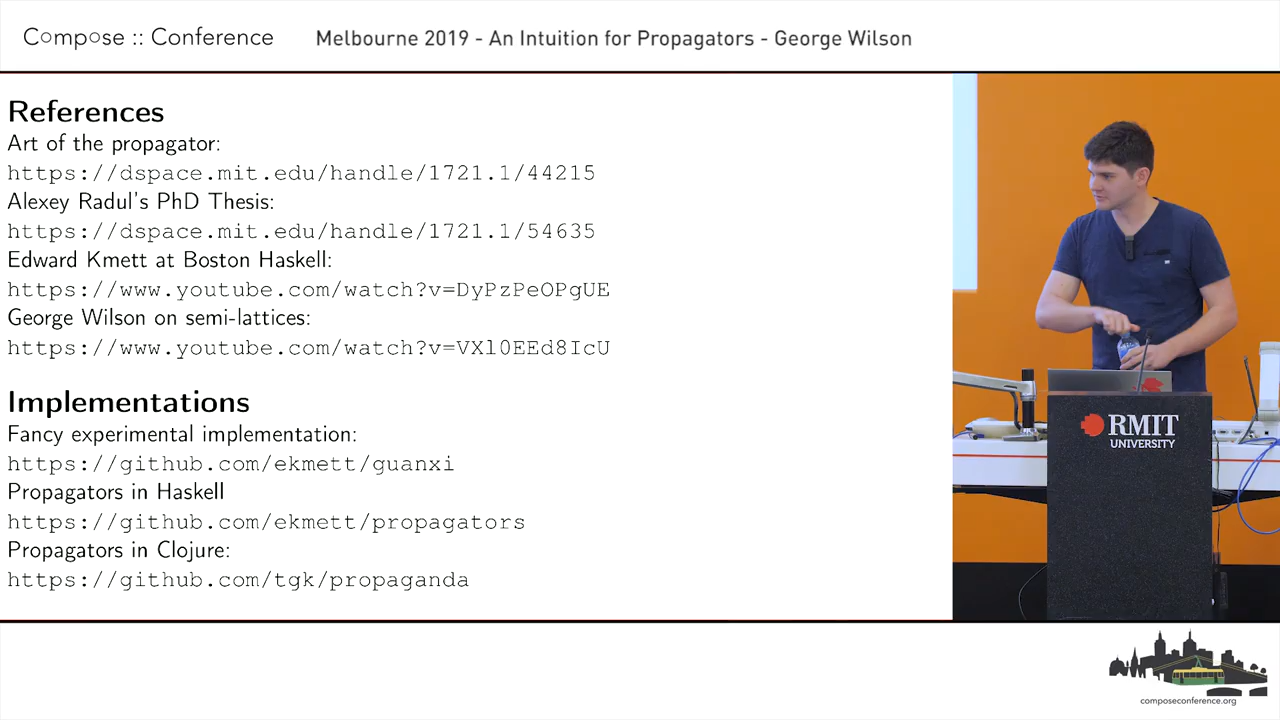 Compose :: Conference
Melbourne 2019 - An Intuition for Propagators - George Wilson
References
Art of the propagator:
https://dspace.mit.edu/handle/1721.1/44215
Alexey Radul's PhD Thesis:
https://dspace.mit.edu/handle/1721.1/54635
Edward Kmett at Boston Haskell:
https://www.youtube.com/watch?v=DyPzPeOPgUE
George Wilson on semi-lattices:
https://www.youtube.com/watch?v=VXl0EEd8IcU
Implementations
Fancy experimental implementation:
https://github.com/ekmett/guanxi
Propagators in Haskell
https://github.com/ekmett/propagators
Propagators in Clojure:
https://github.com/tgk/propaganda
RMIT
UNIVERSITY
composeconference.org